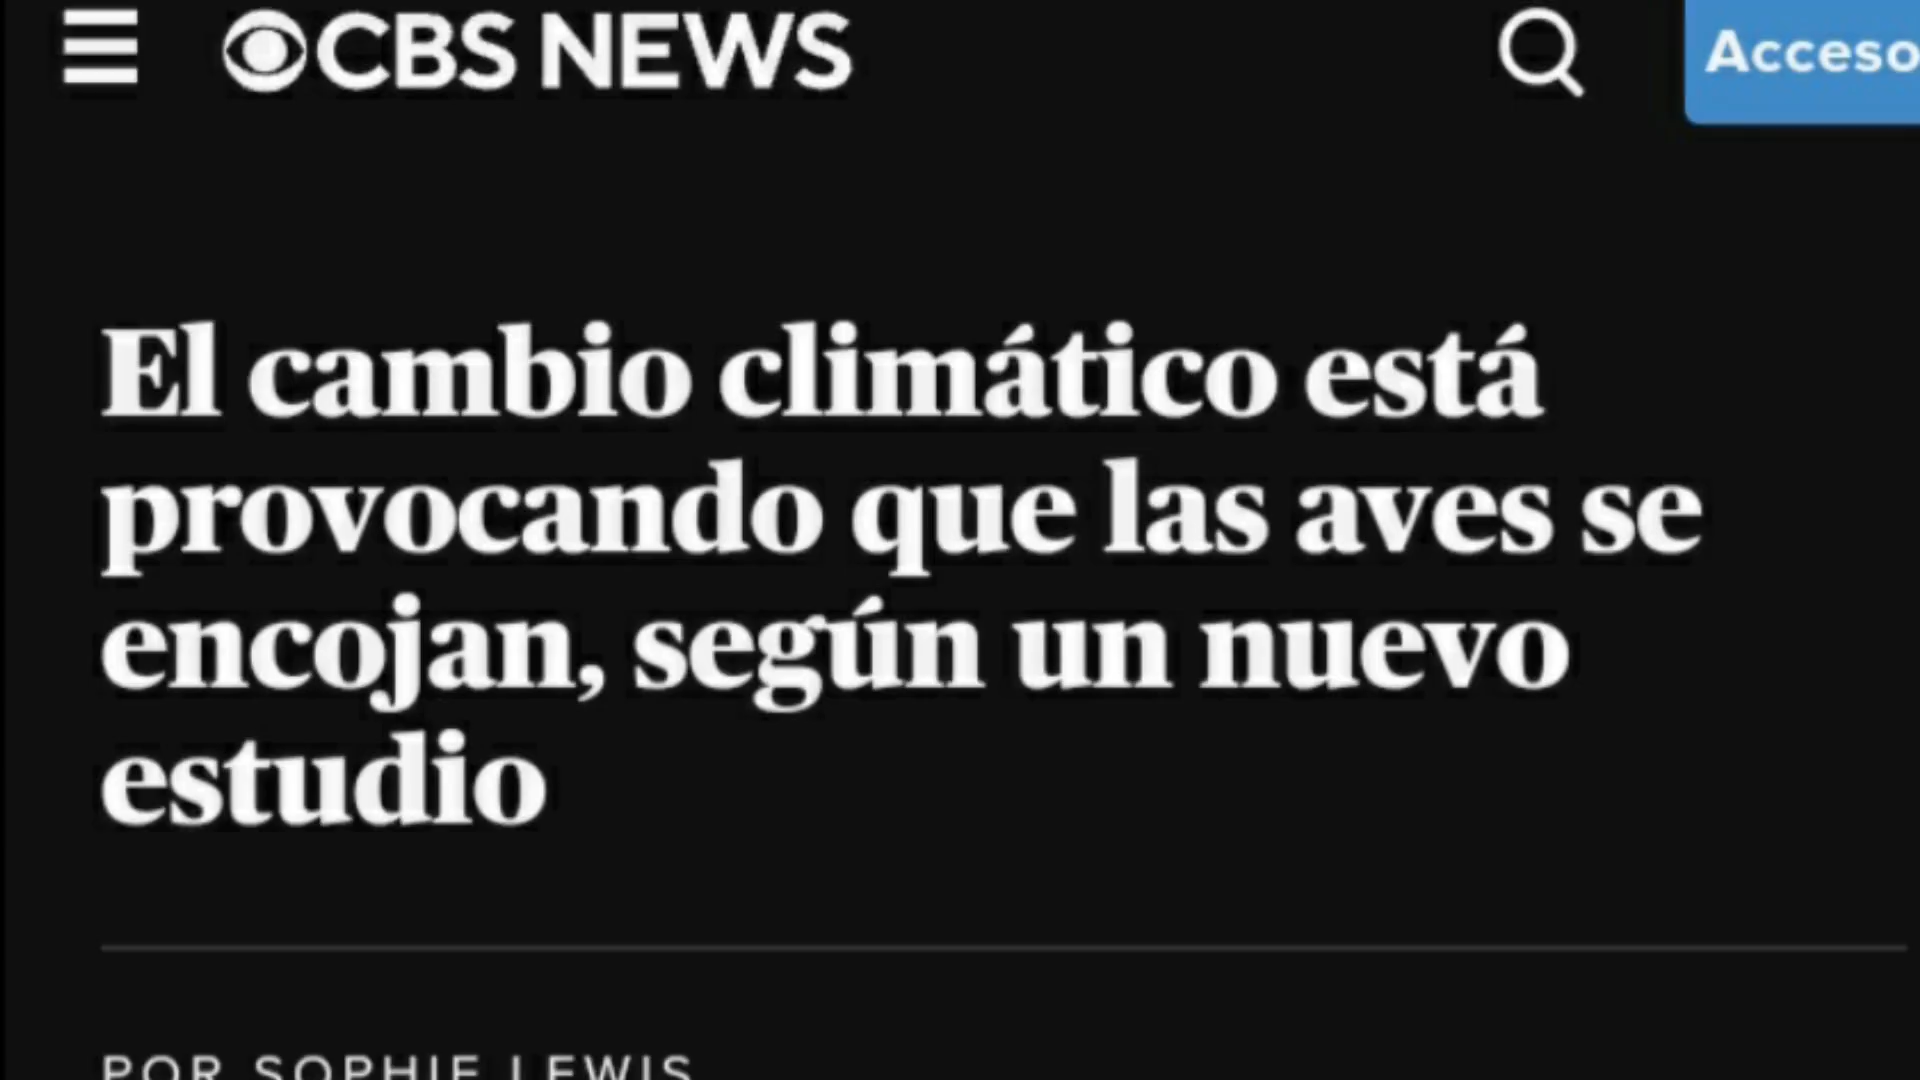 CBS NEWS
Acceso
El cambio climático está
provocando que las aves se
encojan, según un nuevo
estudio
POR SOPHIE LEWIS